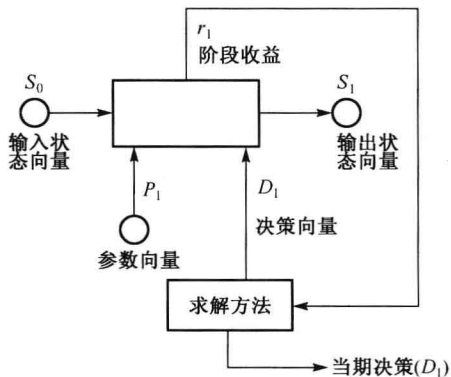 r₁
阶段收益
S₀
S₁
输入状
态向量
输出状
态向量
P₁
D₁
参数向量
决策向量
求解方法
当期决策(D₁)